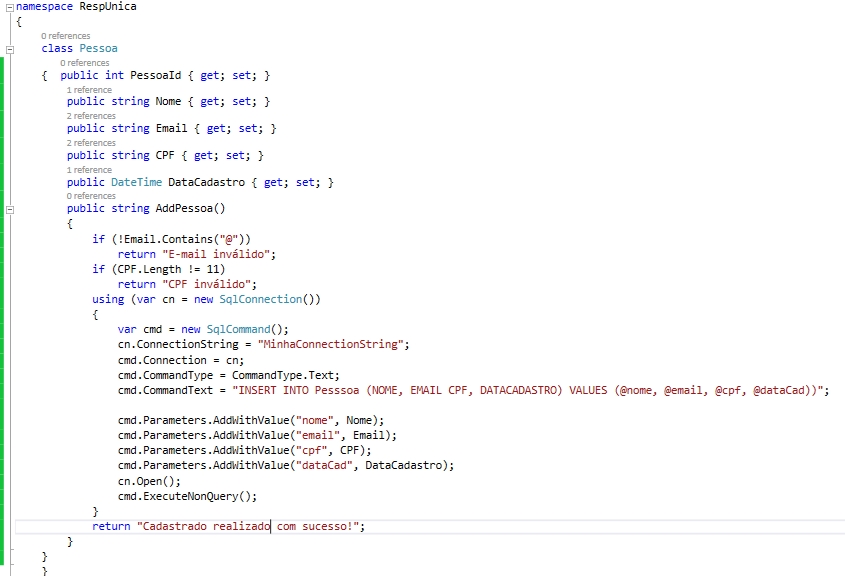 namespace RespUnica
{
0 references
class Pessoa
0 references
{ public int PessoaId { get; set; }
1 reference
public string Nome { get; set; }
2 references
public string Email { get; set; }
2 references
public string CPF { get; set; }
1 reference
public DateTime DataCadastro { get; set; }
0 references
public string AddPessoa()
{
if (!Email.Contains("@"))
return "E-mail inválido";
if (CPF.Length != 11)
return "CPF inválido";
using (var cn = new SqlConnection())
{
var cmd = new SqlCommand();
cn.ConnectionString = "MinhaConnectionString";
cmd.Connection = cn;
cmd.CommandType = CommandType.Text;
cmd.CommandText = "INSERT INTO Pesssoa (NOME, EMAIL CPF, DATACADASTRO) VALUES (@nome, @email, @cpf, @dataCad))";
cmd.Parameters.AddWithValue("nome", Nome);
cmd.Parameters.AddWithValue("email", Email);
cmd.Parameters.AddWithValue("cpf", CPF);
cmd.Parameters.AddWithValue("dataCad", DataCadastro);
cn.Open();
cmd.ExecuteNonQuery();
}
return "Cadastrado realizado com sucesso!";
}
}
}